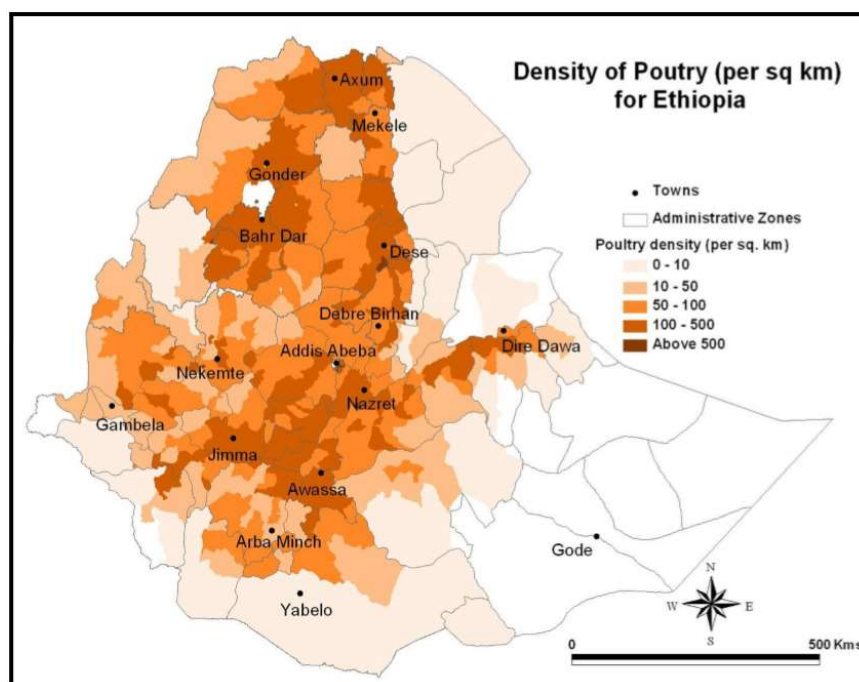 Density of Poutry (per sq km)
for Ethiopia
Axum
Mekele
Gonder
Bahr Dar
Dese
Debre Birhan
Addis Abeba
Dire Dawa
Nekemte
Nazret
Gambela
Jimma
Awassa
Arba Minch
Gode
Yabelo
Towns
Administrative Zones
Poultry density (per sq. km)
0 - 10
10 - 50
50 - 100
100 - 500
Above 500
N
W E
S
0 500 Kms